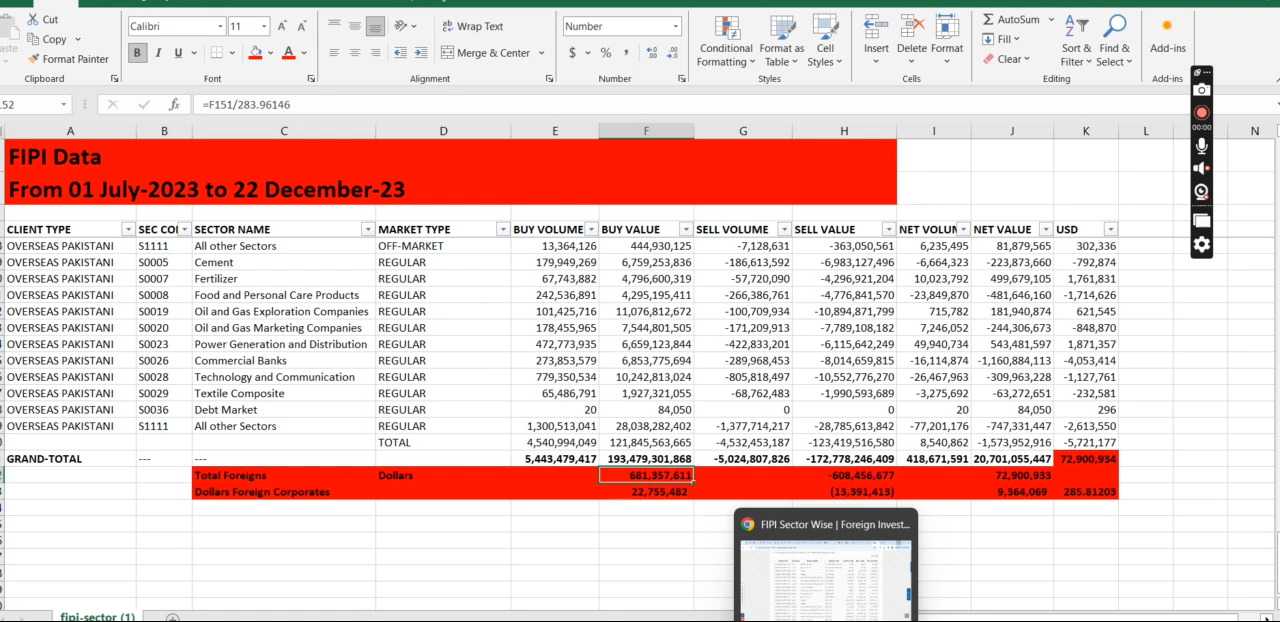 Cut
Copy
Format Painter
Clipboard
Calibri 11
B I U
Font
Wrap Text
Merge & Center
Alignment
Number
$ % ,
Number
Conditional Formatting
Format as Table
Cell Styles
Styles
Insert Delete Format
Cells
AutoSum
Fill
Clear
Sort & Filter
Find & Select
Editing
Add-ins
Add-ins
00:00
fx =F151/283.96146
A B C D E F G H I J K L N
FIPI Data
From 01 July-2023 to 22 December-23
CLIENT TYPE SECTOR NAME MARKET TYPE BUY VOLUME BUY VALUE SELL VOLUME SELL VALUE NET VALUE USD
OVERSEAS PAKISTANI S1111 All other Sectors OFF-MARKET 13,364,126 444,930,125 -7,128,631 -363,050,561 6,235,495 81,879,565 302,336
OVERSEAS PAKISTANI S0005 Cement REGULAR 179,949,269 6,759,253,836 -186,613,592 -6,983,127,496 -6,664,323 -223,873,660 -792,874
OVERSEAS PAKISTANI S0007 Fertilizer REGULAR 67,743,882 4,796,600,319 -57,720,090 -4,296,921,204 10,023,792 499,679,105 1,761,831
OVERSEAS PAKISTANI S0008 Food and Personal Care Products REGULAR 242,536,891 4,295,195,411 -266,386,761 -4,776,841,570 -23,849,870 -481,646,160 -1,714,626
OVERSEAS PAKISTANI S0019 Oil and Gas Exploration Companies REGULAR 101,425,716 11,076,812,672 -100,709,934 -10,894,871,799 715,782 181,940,874 621,545
OVERSEAS PAKISTANI S0020 Oil and Gas Marketing Companies REGULAR 178,455,965 7,544,801,505 -171,209,913 -7,789,108,182 7,246,052 -244,306,673 -848,870
OVERSEAS PAKISTANI S0023 Power Generation and Distribution REGULAR 472,773,935 6,659,123,844 -422,833,201 -6,115,642,249 49,940,734 543,481,597 1,871,357
OVERSEAS PAKISTANI S0026 Commercial Banks REGULAR 273,853,579 6,853,775,694 -289,968,453 -8,014,659,815 -16,114,874 -1,160,884,113 -4,053,414
OVERSEAS PAKISTANI S0028 Technology and Communication REGULAR 779,350,534 10,242,813,024 -805,818,497 -10,552,776,270 -26,467,963 -309,963,228 -1,127,761
OVERSEAS PAKISTANI S0029 Textile Composite REGULAR 65,486,791 1,927,321,055 -68,762,483 -1,990,593,689 -3,275,692 -63,272,651 -232,581
OVERSEAS PAKISTANI S0036 Debt Market REGULAR 20 84,050 0 0 20 84,050 296
OVERSEAS PAKISTANI S1111 All other Sectors REGULAR 1,300,513,041 28,038,282,402 -1,377,714,217 -28,785,613,842 -77,201,176 -747,331,447 -2,613,550
TOTAL 4,540,994,049 121,845,563,665 -4,532,453,187 -123,419,516,580 8,540,862 -1,573,952,916 -5,721,177
GRAND-TOTAL --- --- 5,443,479,417 193,479,301,868 -5,024,807,826 -172,778,246,409 418,671,591 20,701,055,447 72,900,934
Total Foreigns Dollars 681,357,611 -608,456,677 72,900,933
Dollars Foreign Corporates 22,755,482 (13,391,413) 9,364,069 285.81203
FIPI Sector Wise | Foreign Invest...
fipi-sector (1)